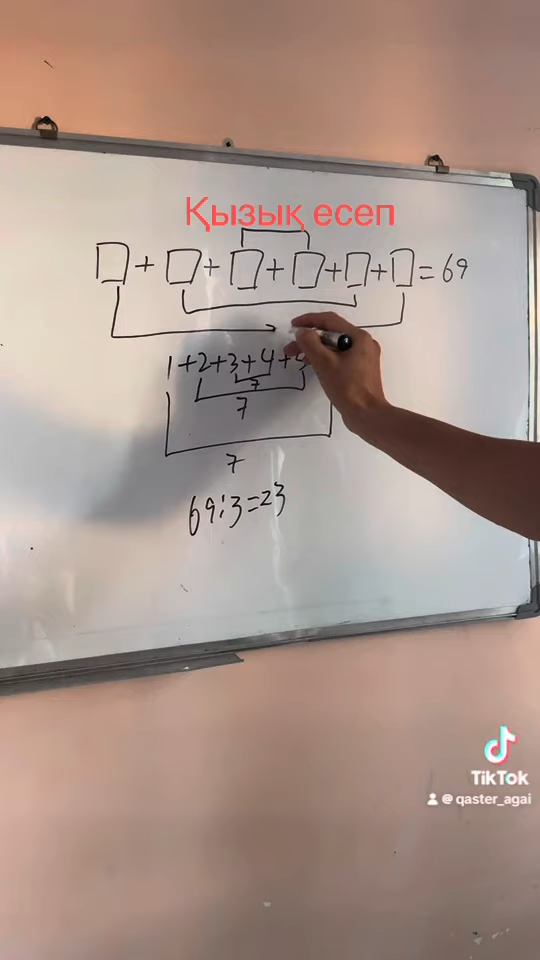 Қызық есеп
□ + □ + □ + □ + □ + □ = 69
1 + 2 + 3 + 4 + 5
7
7
7
69:3=23
TikTok
@ qaster_agai